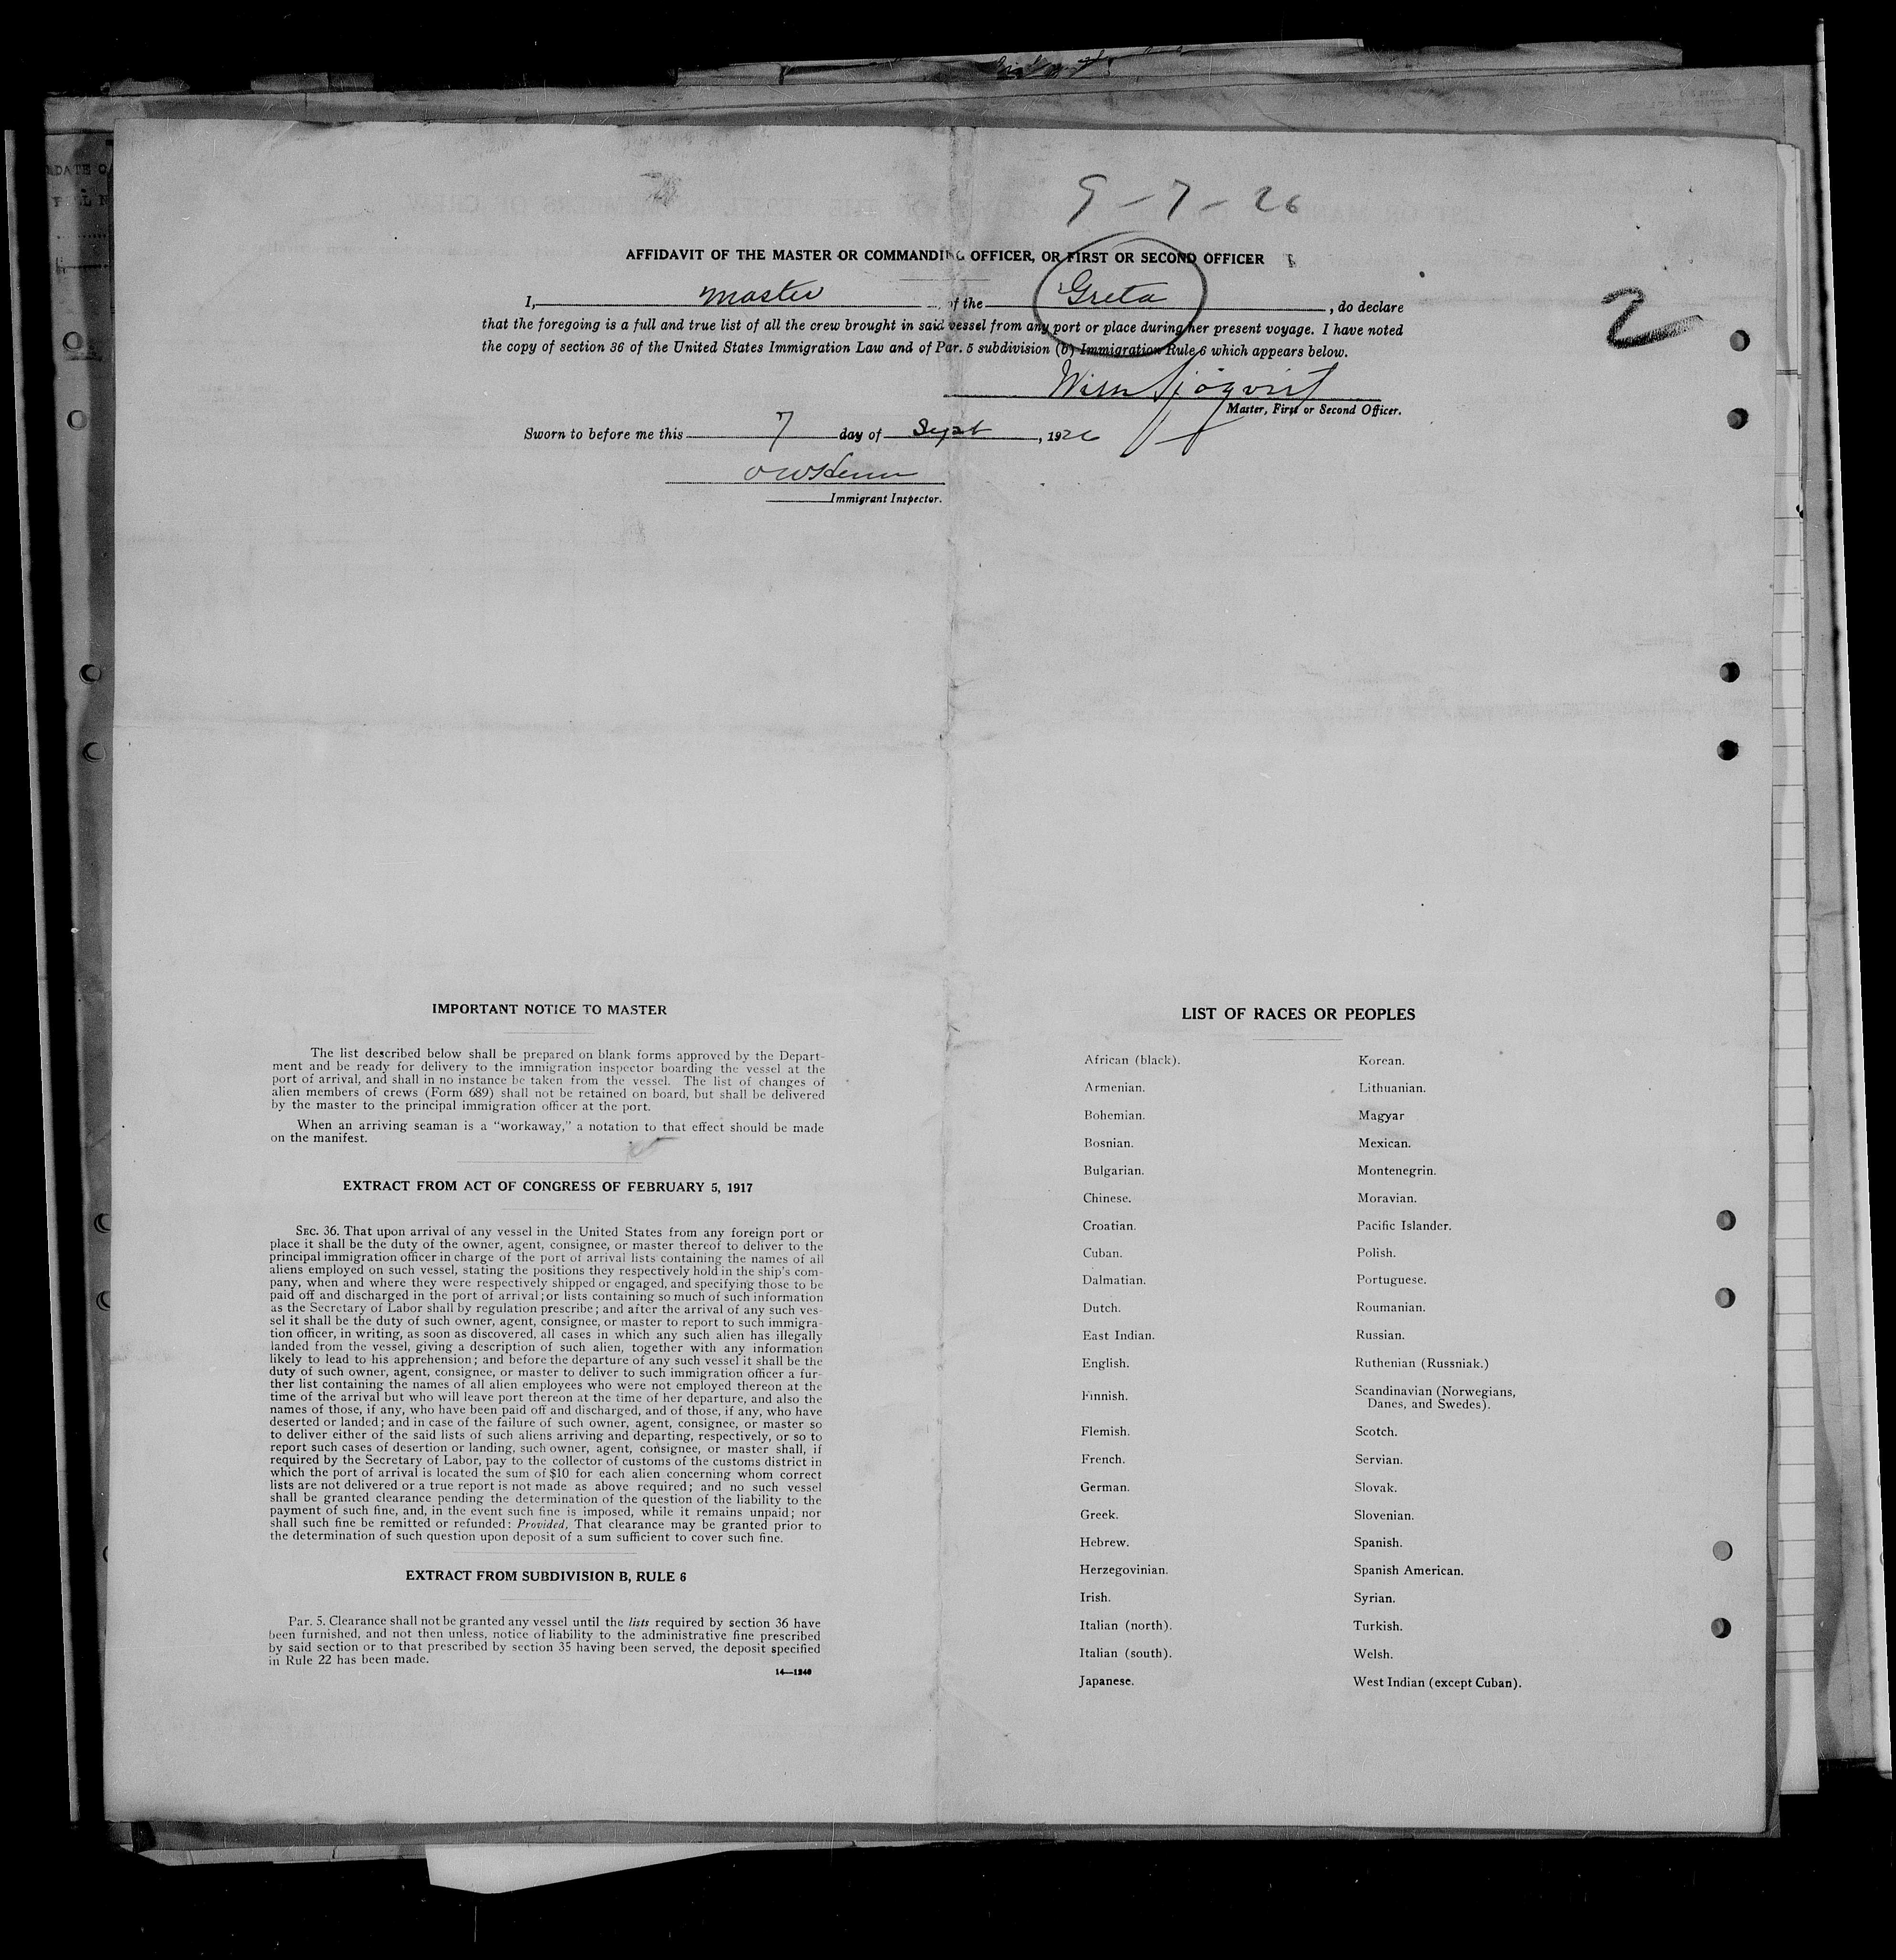 9-7-26
AFFIDAVIT OF THE MASTER OR COMMANDING OFFICER, OR FIRST OR SECOND OFFICER
I, Master of the Greta, do declare
that the foregoing is a full and true list of all the crew brought in said vessel from any port or place during her present voyage. I have noted
the copy of section 36 of the United States Immigration Law and of Par. 5 subdivision (b) Immigration Rule 6 which appears below.
2
Sjöqvist
Master, First or Second Officer.
Sworn to before me this 7 day of Sept, 1926
Immigrant Inspector.
IMPORTANT NOTICE TO MASTER
The list described below shall be prepared on blank forms approved by the Depart-
ment and be ready for delivery to the immigration inspector boarding the vessel at the
port of arrival, and shall in no instance be taken from the vessel. The list of changes of
alien members of crews (Form 689) shall not be retained on board, but shall be delivered
by the master to the principal immigration officer at the port.
When an arriving seaman is a "workaway," a notation to that effect should be made
on the manifest.
EXTRACT FROM ACT OF CONGRESS OF FEBRUARY 5, 1917
SEC. 36. That upon arrival of any vessel in the United States from any foreign port or
place it shall be the duty of the owner, agent, consignee, or master thereof to deliver to the
principal immigration officer in charge of the port of arrival lists containing the names of all
aliens employed on such vessel, stating the positions they respectively hold in the ship's com-
pany, when and where they were respectively shipped or engaged, and specifying those to be
paid off and discharged in the port of arrival; or lists containing so much of such information
as the Secretary of Labor shall by regulation prescribe; and after the arrival of any such ves-
sel it shall be the duty of such owner, agent, consignee, or master to report to such immigra-
tion officer, in writing, as soon as discovered, all cases in which any such alien has illegally
landed from the vessel, giving a description of such alien, together with any information
likely to lead to his apprehension; and before the departure of any such vessel it shall be the
duty of such owner, agent, consignee, or master to deliver to such immigration officer a fur-
ther list containing the names of all alien employees who were not employed thereon at the
time of the arrival but who will leave port thereon at the time of her departure, and also the
names of those, if any, who have been paid off and discharged, and of those, if any, who have
deserted or landed; and in case of the failure of such owner, agent, consignee, or master so
to deliver either of the said lists of such aliens arriving and departing, respectively, or so to
report such cases of desertion or landing, such owner, agent, consignee, or master shall, if
required by the Secretary of Labor, pay to the collector of customs of the customs district in
which the port of arrival is located the sum of $10 for each alien concerning whom correct
lists are not delivered or a true report is not made as above required; and no such vessel
shall be granted clearance pending the determination of the question of the liability to the
payment of such fine, and, in the event such fine is imposed, while it remains unpaid; nor
shall such fine be remitted or refunded: Provided, That clearance may be granted prior to
the determination of such question upon deposit of a sum sufficient to cover such fine.
EXTRACT FROM SUBDIVISION B, RULE 6
Par. 5. Clearance shall not be granted any vessel until the lists required by section 36 have
been furnished, and not then unless, notice of liability to the administrative fine prescribed
by said section or to that prescribed by section 35 having been served, the deposit specified
in Rule 22 has been made.
14—1240
LIST OF RACES OR PEOPLES
African (black).
Armenian.
Bohemian.
Bosnian.
Bulgarian.
Chinese.
Croatian.
Cuban.
Dalmatian.
Dutch.
East Indian.
English.
Finnish.
Flemish.
French.
German.
Greek.
Hebrew.
Herzegovinian.
Irish.
Italian (north).
Italian (south).
Japanese.
Korean.
Lithuanian.
Magyar
Mexican.
Montenegrin.
Moravian.
Pacific Islander.
Polish.
Portuguese.
Roumanian.
Russian.
Ruthenian (Russniak.)
Scandinavian (Norwegians,
Danes, and Swedes).
Scotch.
Servian.
Slovak.
Slovenian.
Spanish.
Spanish American.
Syrian.
Turkish.
Welsh.
West Indian (except Cuban).